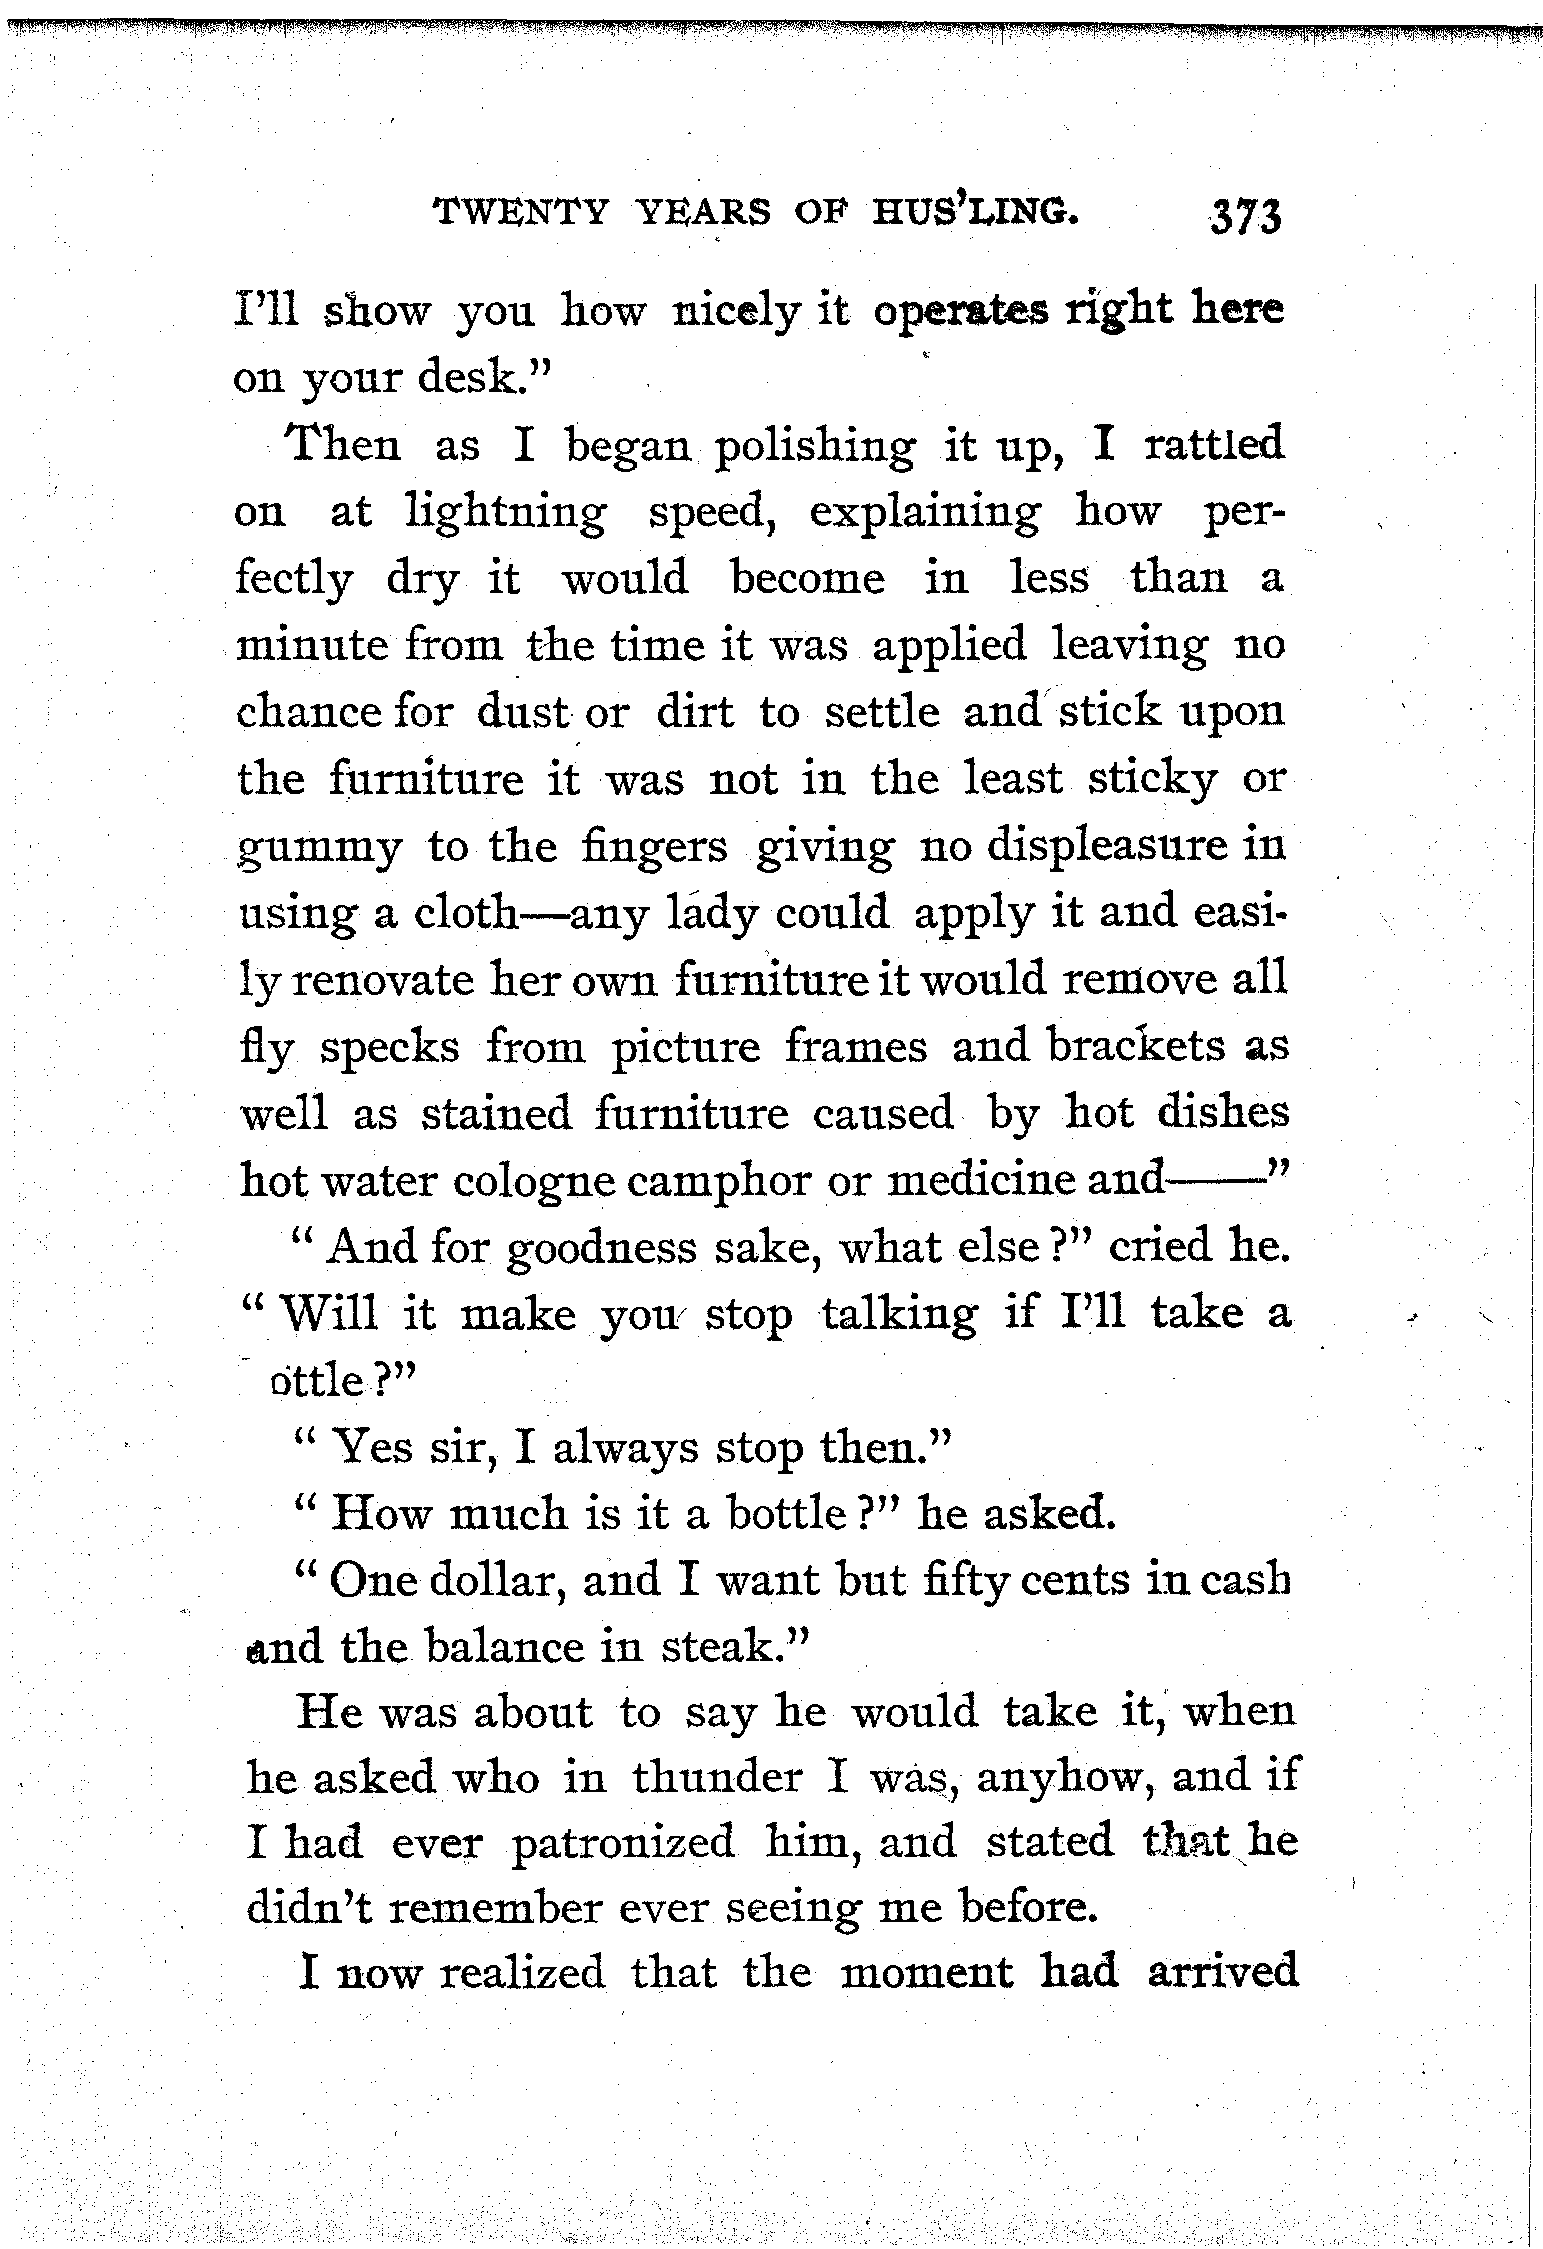 TWENTY YEARS OF HUS'LING. 373
I'll show you how nicely it operates right here
on your desk."
Then as I began polishing it up, I rattled
on at lightning speed, explaining how per-
fectly dry it would become in less than a
minute from the time it was applied leaving no
chance for dust or dirt to settle and stick upon
the furniture it was not in the least sticky or
gummy to the fingers giving no displeasure in
using a cloth—any lady could apply it and easi-
ly renovate her own furniture it would remove all
fly specks from picture frames and brackets as
well as stained furniture caused by hot dishes
hot water cologne camphor or medicine and——"
"And for goodness sake, what else?" cried he.
"Will it make you stop talking if I'll take a
ottle?"
"Yes sir, I always stop then."
"How much is it a bottle?" he asked.
"One dollar, and I want but fifty cents in cash
and the balance in steak."
He was about to say he would take it, when
he asked who in thunder I was, anyhow, and if
I had ever patronized him, and stated that he
didn't remember ever seeing me before.
I now realized that the moment had arrived